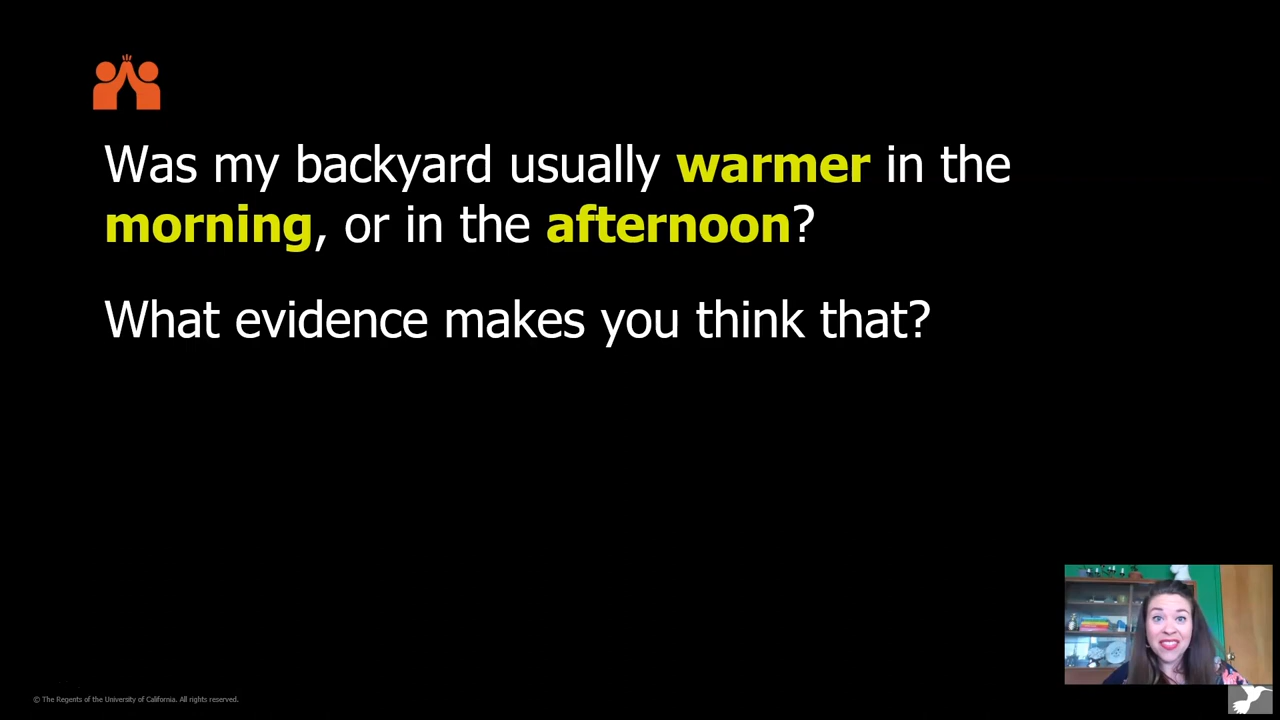 Was my backyard usually warmer in the
morning, or in the afternoon?
What evidence makes you think that?
© The Regents of the University of California. All rights reserved.